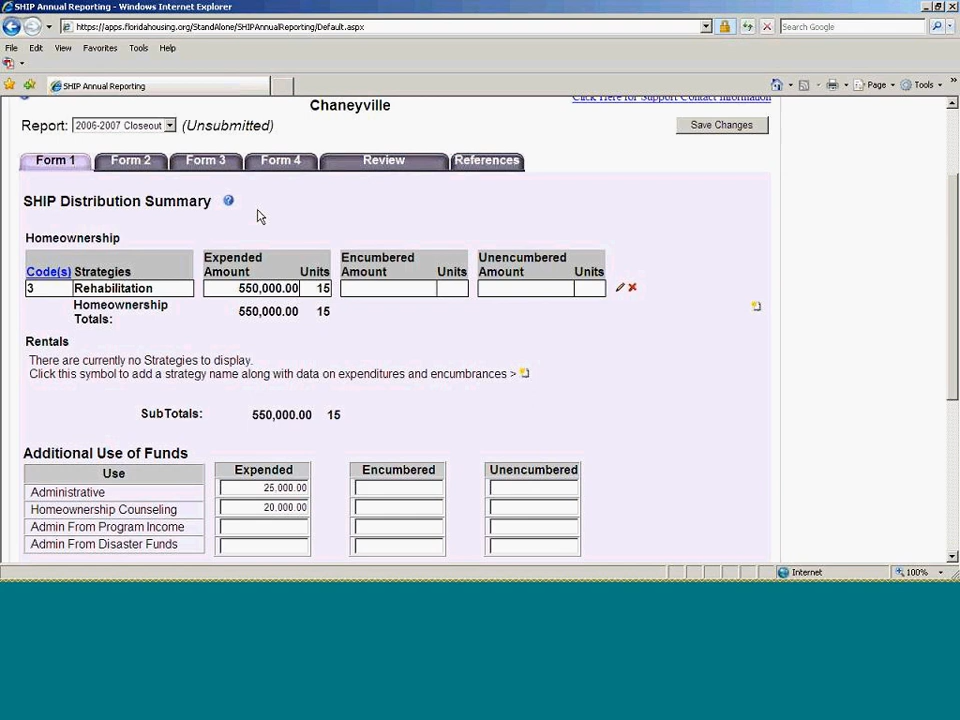 SHIP Annual Reporting - Windows Internet Explorer
https://apps.floridahousing.org/StandAlone/SHIPAnnualReporting/Default.aspx
Search Google
File Edit View Favorites Tools Help
SHIP Annual Reporting
Page Tools
Chaneyville
Click Here for Support Contact Information
Report: 2006-2007 Closeout (Unsubmitted)
Save Changes
Form 1 Form 2 Form 3 Form 4 Review References
SHIP Distribution Summary
Homeownership
Expended Encumbered Unencumbered
Code(s) Strategies Amount Units Amount Units Amount Units
3 Rehabilitation 550,000.00 15
Homeownership
Totals: 550,000.00 15
Rentals
There are currently no Strategies to display.
Click this symbol to add a strategy name along with data on expenditures and encumbrances >
SubTotals: 550,000.00 15
Additional Use of Funds
Use Expended Encumbered Unencumbered
Administrative 25.000.00
Homeownership Counseling 20.000.00
Admin From Program Income
Admin From Disaster Funds
Internet 100%